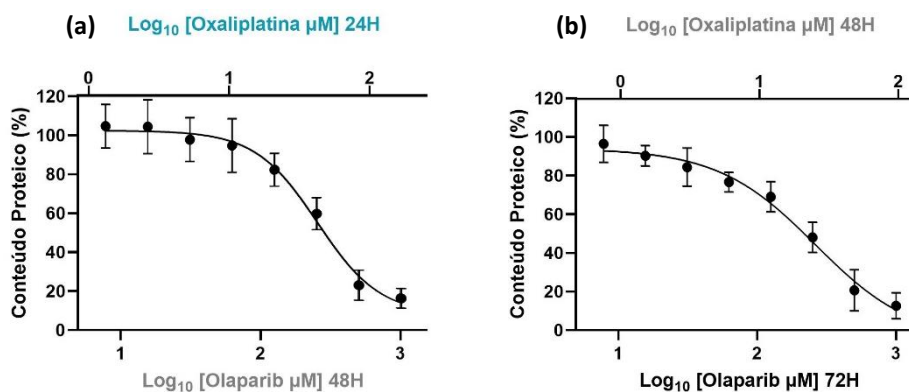 (a)
Log10 [Oxaliplatina µM] 24H
0 1 2
Conteúdo Proteico (%)
120
100
80
60
40
20
0
1 2 3
Log10 [Olaparib µM] 48H
(b)
Log10 [Oxaliplatina µM] 48H
0 1 2
Conteúdo Proteico (%)
120
100
80
60
40
20
0
1 2 3
Log10 [Olaparib µM] 72H